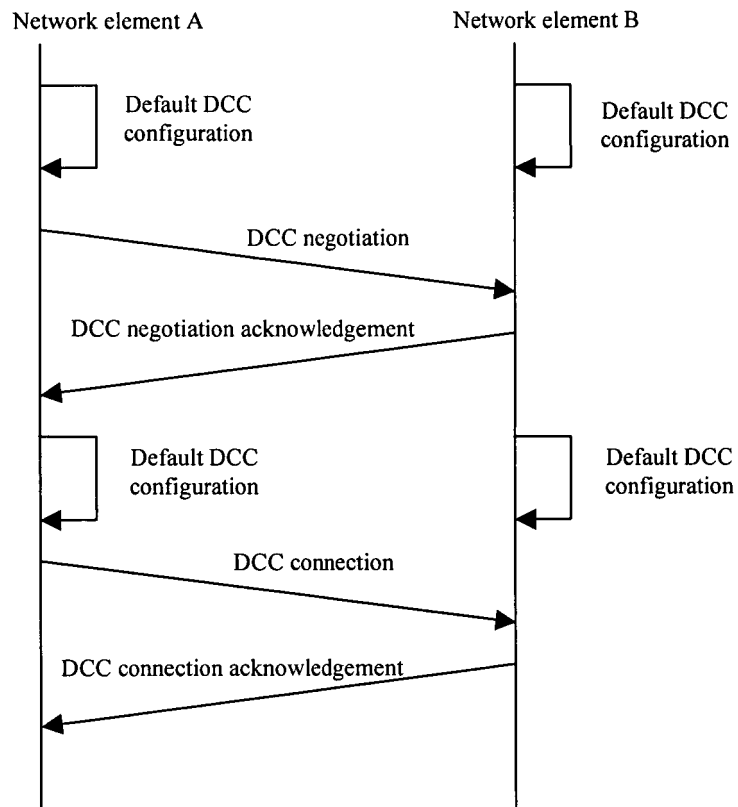 Network element A
Network element B
Default DCC
configuration
Default DCC
configuration
DCC negotiation
DCC negotiation acknowledgement
Default DCC
configuration
Default DCC
configuration
DCC connection
DCC connection acknowledgement